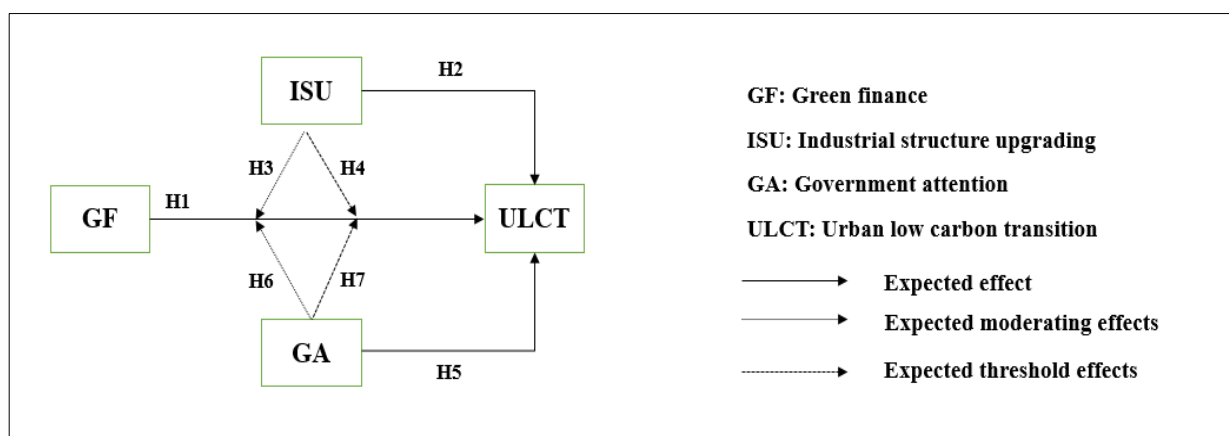 H2
ISU
H3
H4
H1
GF
ULCT
H6
H7
GA
H5
GF: Green finance
ISU: Industrial structure upgrading
GA: Government attention
ULCT: Urban low carbon transition
Expected effect
Expected moderating effects
Expected threshold effects